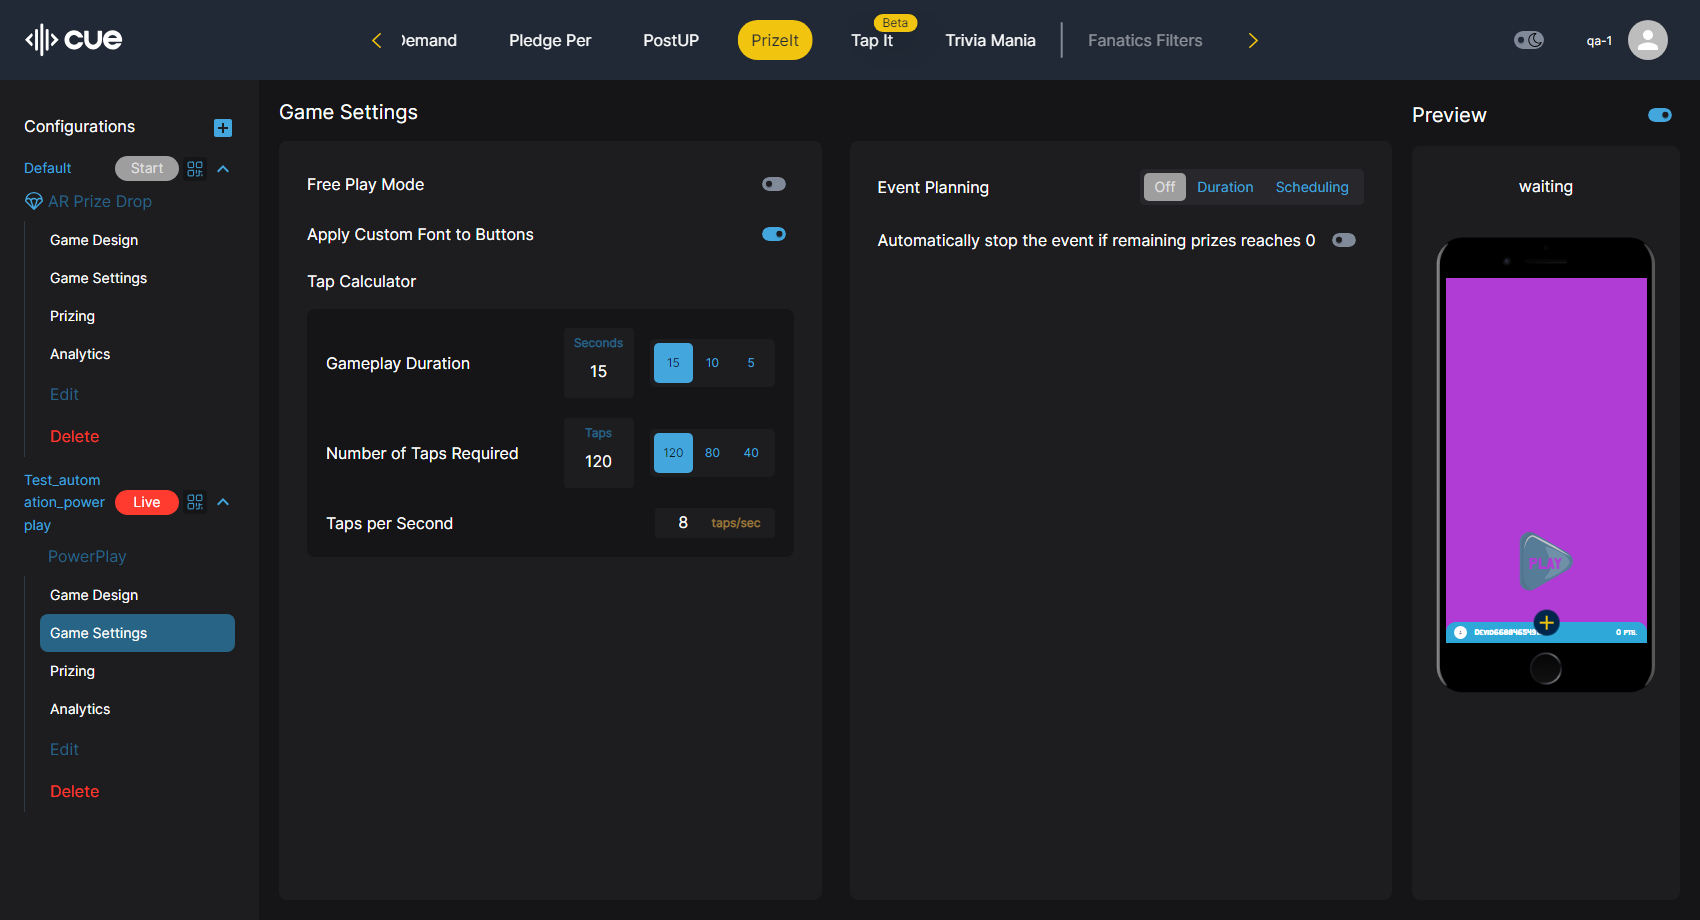 cue
Demand
Pledge Per
PostUP
PrizeIt
Beta
Tap It
Trivia Mania
Fanatics Filters
qa-1
Configurations
Default
Start
AR Prize Drop
Game Design
Game Settings
Prizing
Analytics
Edit
Delete
Test_autom
ation_power
play
Live
PowerPlay
Game Design
Game Settings
Prizing
Analytics
Edit
Delete
Game Settings
Free Play Mode
Apply Custom Font to Buttons
Tap Calculator
Gameplay Duration
Seconds
15
15 10 5
Number of Taps Required
Taps
120
120 80 40
Taps per Second
8 taps/sec
Event Planning
Off Duration Scheduling
Automatically stop the event if remaining prizes reaches 0
Preview
waiting
PLAY
0 PTS.